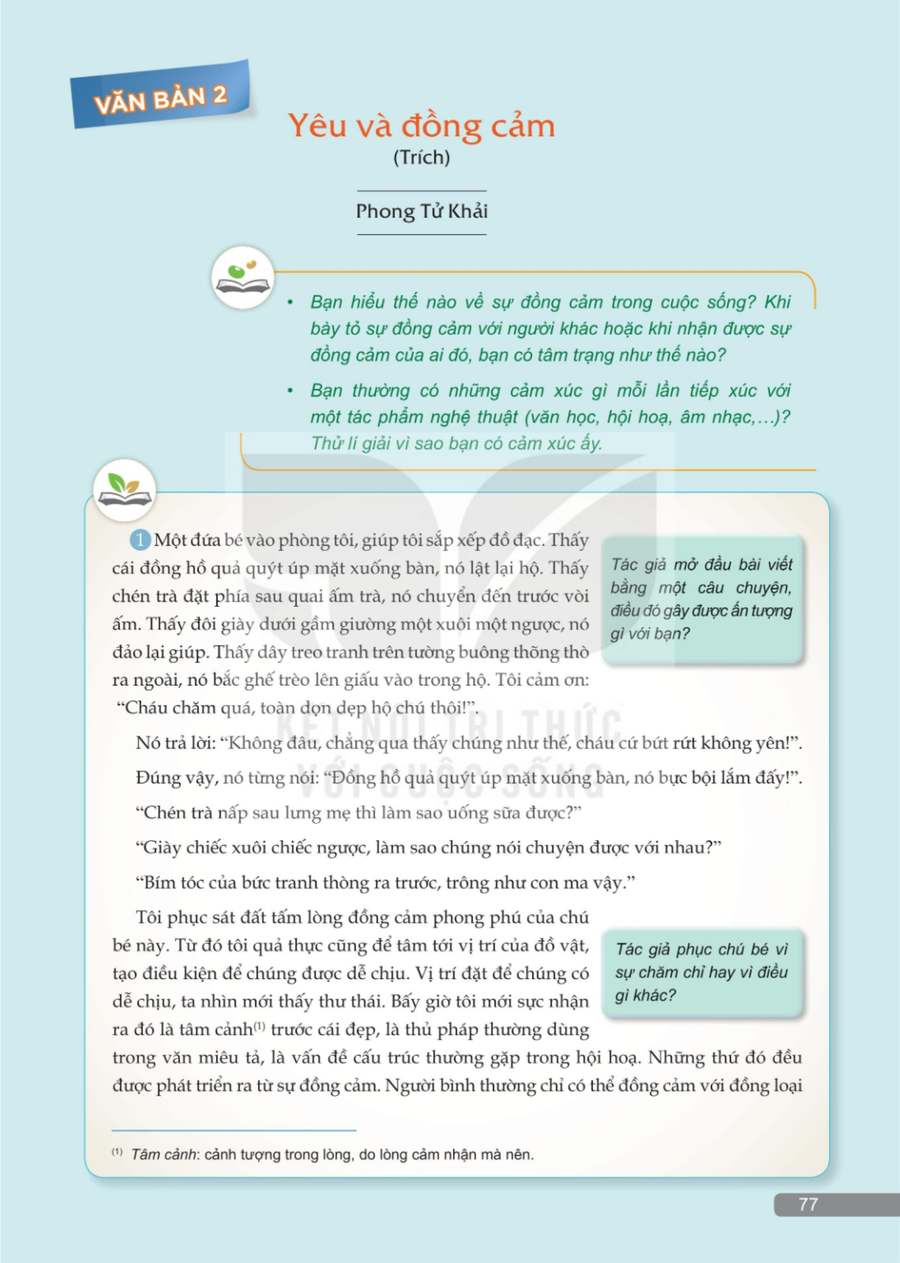 VĂN BẢN 2
Yêu và đồng cảm
(Trích)
Phong Tử Khải
• Bạn hiểu thế nào về sự đồng cảm trong cuộc sống? Khi
bày tỏ sự đồng cảm với người khác hoặc khi nhận được sự
đồng cảm của ai đó, bạn có tâm trạng như thế nào?
• Bạn thường có những cảm xúc gì mỗi lần tiếp xúc với
một tác phẩm nghệ thuật (văn học, hội hoạ, âm nhạc,…)?
Thử lí giải vì sao bạn có cảm xúc ấy.
1 Một đứa bé vào phòng tôi, giúp tôi sắp xếp đồ đạc. Thấy
cái đồng hồ quả quýt úp mặt xuống bàn, nó lật lại hộ. Thấy
chén trà đặt phía sau quai ấm trà, nó chuyển đến trước vòi
ấm. Thấy đôi giày dưới gầm giường một xuôi một ngược, nó
đảo lại giúp. Thấy dây treo tranh trên tường buông thõng thò
ra ngoài, nó bắc ghế trèo lên giấu vào trong hộ. Tôi cảm ơn:
“Cháu chăm quá, toàn dọn dẹp hộ chú thôi!”.
Tác giả mở đầu bài viết
bằng một câu chuyện,
điều đó gây được ấn tượng
gì với bạn?
Nó trả lời: “Không đâu, chẳng qua thấy chúng như thế, cháu cứ bứt rứt không yên!”.
Đúng vậy, nó từng nói: “Đồng hồ quả quýt úp mặt xuống bàn, nó bực bội lắm đấy!”.
“Chén trà nấp sau lưng mẹ thì làm sao uống sữa được?”
“Giày chiếc xuôi chiếc ngược, làm sao chúng nói chuyện được với nhau?”
“Bím tóc của bức tranh thòng ra trước, trông như con ma vậy.”
Tôi phục sát đất tấm lòng đồng cảm phong phú của chú
bé này. Từ đó tôi quả thực cũng để tâm tới vị trí của đồ vật,
tạo điều kiện để chúng được dễ chịu. Vị trí đặt để chúng có
dễ chịu, ta nhìn mới thấy thư thái. Bấy giờ tôi mới sực nhận
ra đó là tâm cảnh(1) trước cái đẹp, là thủ pháp thường dùng
trong văn miêu tả, là vấn đề cấu trúc thường gặp trong hội hoạ. Những thứ đó đều
được phát triển ra từ sự đồng cảm. Người bình thường chỉ có thể đồng cảm với đồng loại
Tác giả phục chú bé vì
sự chăm chỉ hay vì điều
gì khác?
(1) Tâm cảnh: cảnh tượng trong lòng, do lòng cảm nhận mà nên.
77
KẾT NỐI TRI THỨC
VỚI CUỘC SỐNG